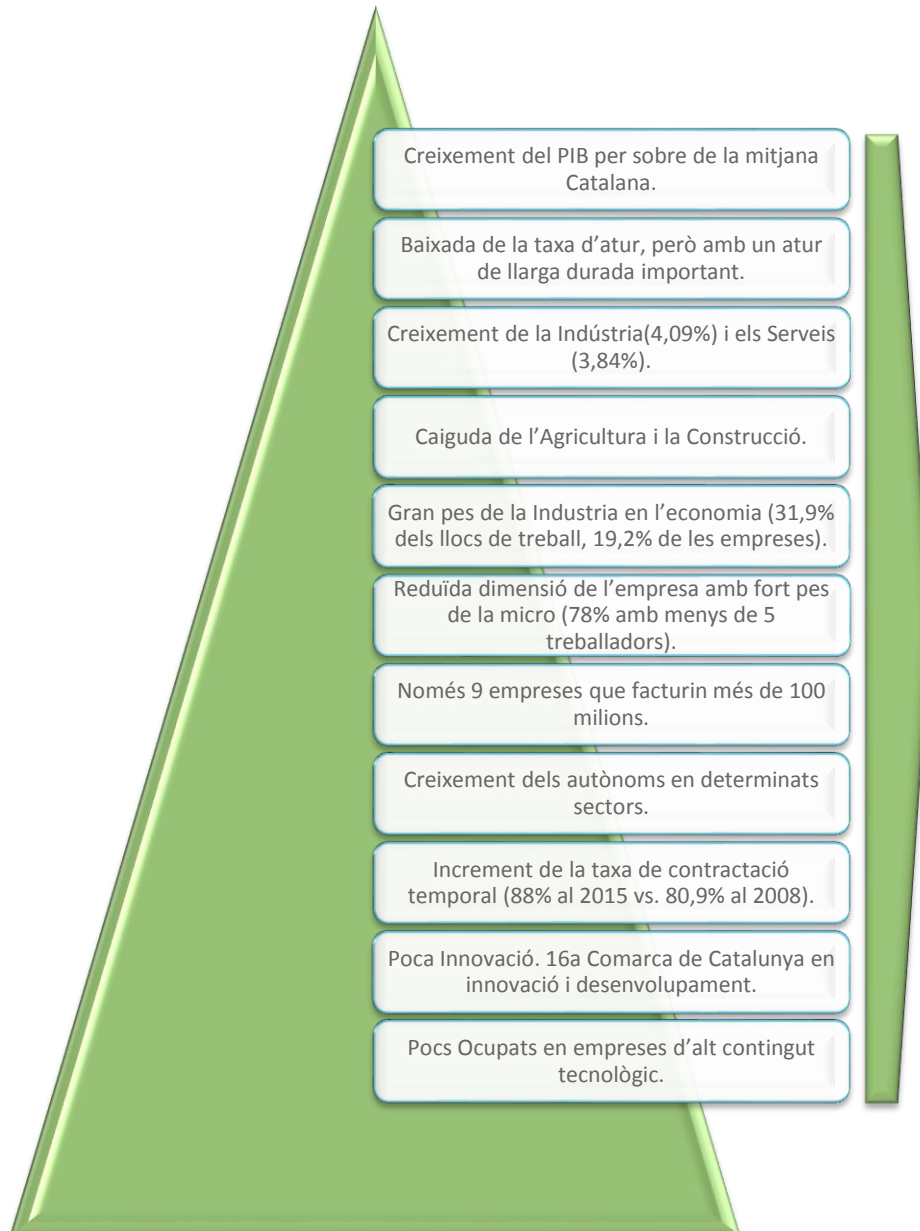 Creixement del PIB per sobre de la mitjana
Catalana.
Baixada de la taxa d'atur, però amb un atur
de llarga durada important.
Creixement de la Indústria(4,09%) i els Serveis
(3,84%).
Caiguda de l'Agricultura i la Construcció.
Gran pes de la Industria en l'economia (31,9%
dels llocs de treball, 19,2% de les empreses).
Reduïda dimensió de l'empresa amb fort pes
de la micro (78% amb menys de 5
treballadors).
Només 9 empreses que facturin més de 100
milions.
Creixement dels autònoms en determinats
sectors.
Increment de la taxa de contractació
temporal (88% al 2015 vs. 80,9% al 2008).
Poca Innovació. 16a Comarca de Catalunya en
innovació i desenvolupament.
Pocs Ocupats en empreses d'alt contingut
tecnològic.